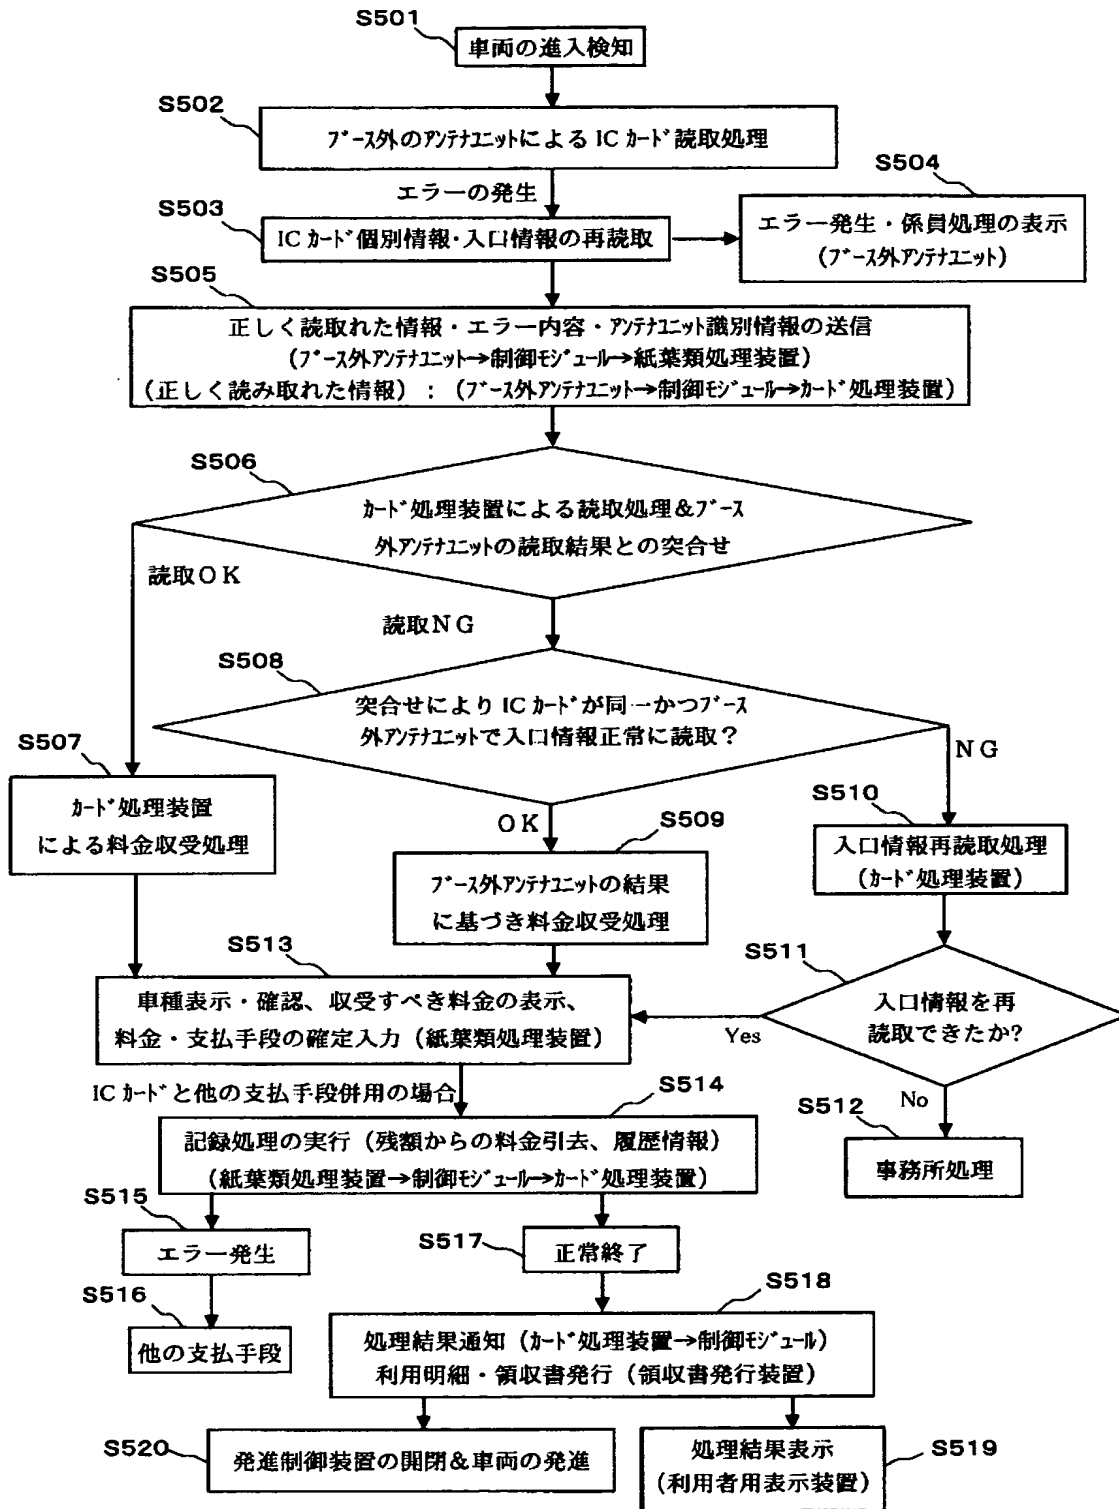 S501
車両の進入検知
S502
ブース外のアンテナユニットによるICカード読取処理
エラーの発生
S503
ICカード個別情報・入口情報の再読取
S504
エラー発生・係員処理の表示
(ブース外アンテナユニット)
S505
正しく読取れた情報・エラー内容・アンテナユニット識別情報の送信
(ブース外アンテナユニット→制御モジュール→紙葉類処理装置)
(正しく読み取れた情報):(ブース外アンテナユニット→制御モジュール→カード処理装置)
S506
カード処理装置による読取処理&ブース
外アンテナユニットの読取結果との突合せ
読取OK
読取NG
S508
突合せによりICカードが同一かつブース
外アンテナユニットで入口情報正常に読取?
NG
S507
カード処理装置
による料金収受処理
OK
S509
ブース外アンテナユニットの結果
に基づき料金収受処理
S510
入口情報再読取処理
(カード処理装置)
S511
入口情報を再
読取できたか?
Yes
No
S512
事務所処理
S513
車種表示・確認、収受すべき料金の表示、
料金・支払手段の確定入力(紙葉類処理装置)
ICカードと他の支払手段併用の場合
S514
記録処理の実行(残額からの料金引去、履歴情報)
(紙葉類処理装置→制御モジュール→カード処理装置)
S515
エラー発生
S516
他の支払手段
S517
正常終了
S518
処理結果通知(カード処理装置→制御モジュール)
利用明細・領収書発行(領収書発行装置)
S520
発進制御装置の開閉&車両の発進
S519
処理結果表示
(利用者用表示装置)